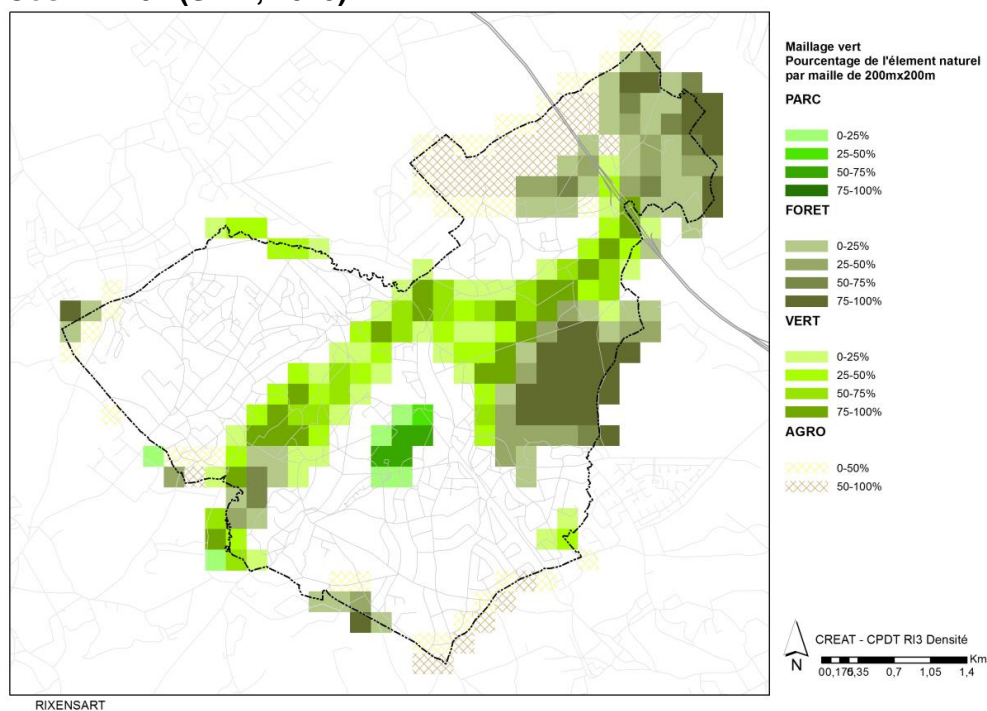 Maillage vert
Pourcentage de l'élement naturel
par maille de 200mx200m
PARC
0-25%
25-50%
50-75%
75-100%
FORET
0-25%
25-50%
50-75%
75-100%
VERT
0-25%
25-50%
50-75%
75-100%
AGRO
0-50%
50-100%
CREAT - CPDT RI3 Densité
N
Km
0,35 0,7 1,05 1,4
RIXENSART